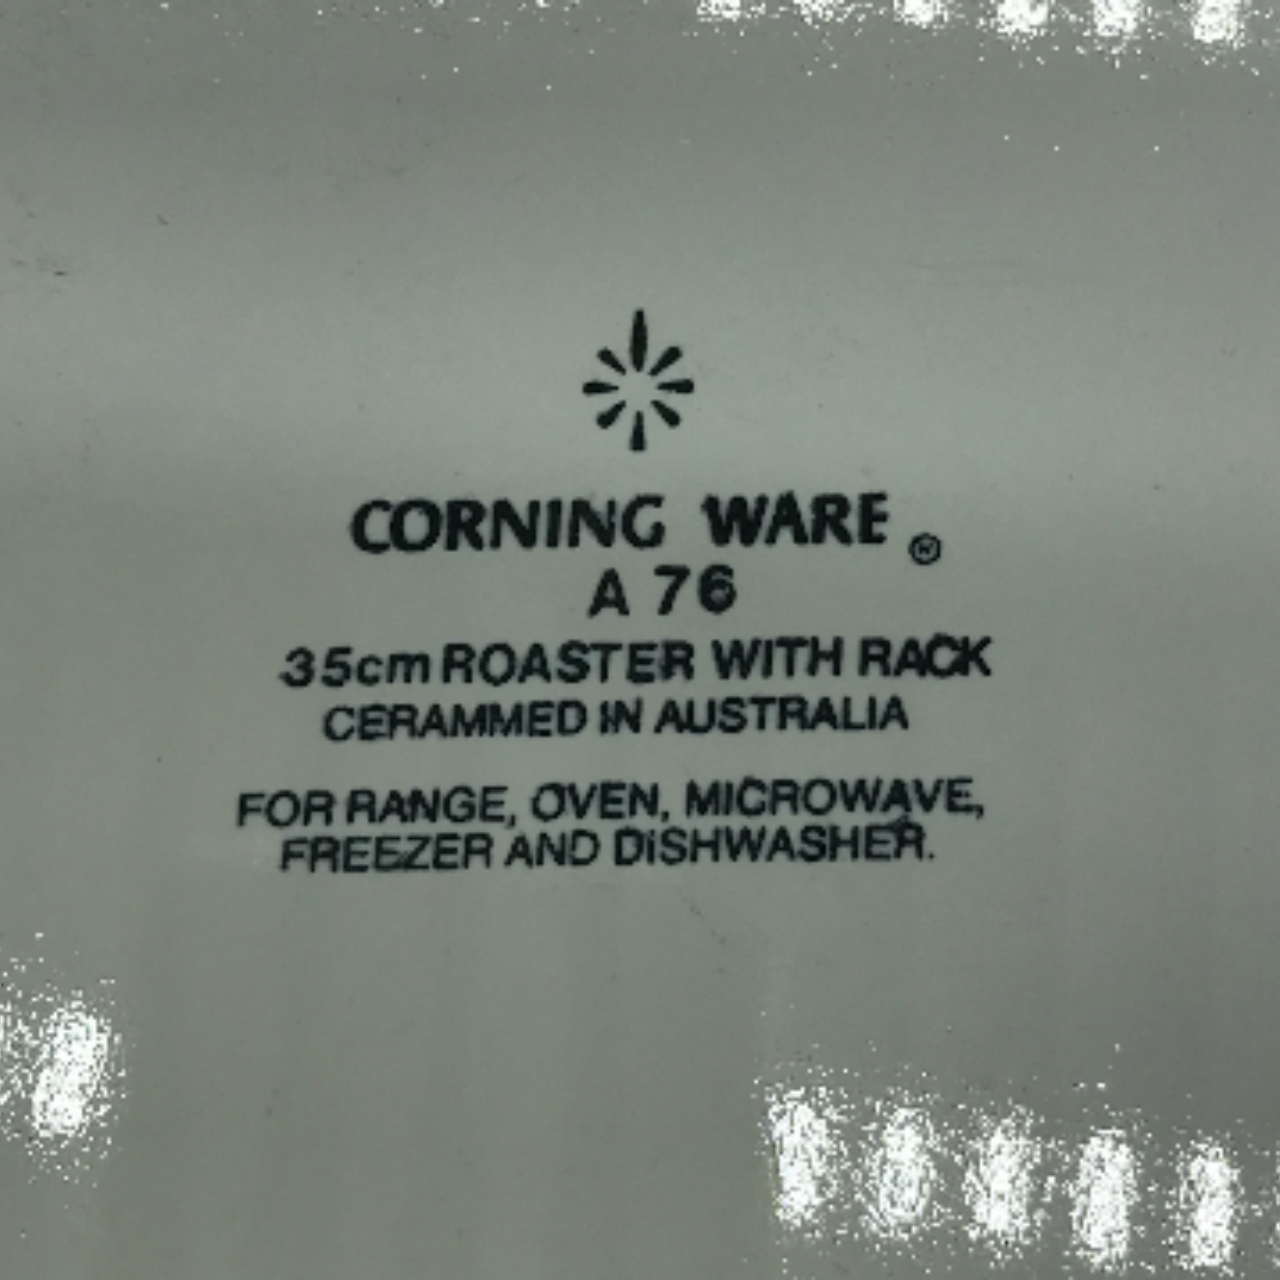 CORNING WARE ®
A 76
35cm ROASTER WITH RACK
CERAMMED IN AUSTRALIA
FOR RANGE, OVEN, MICROWAVE,
FREEZER AND DISHWASHER.